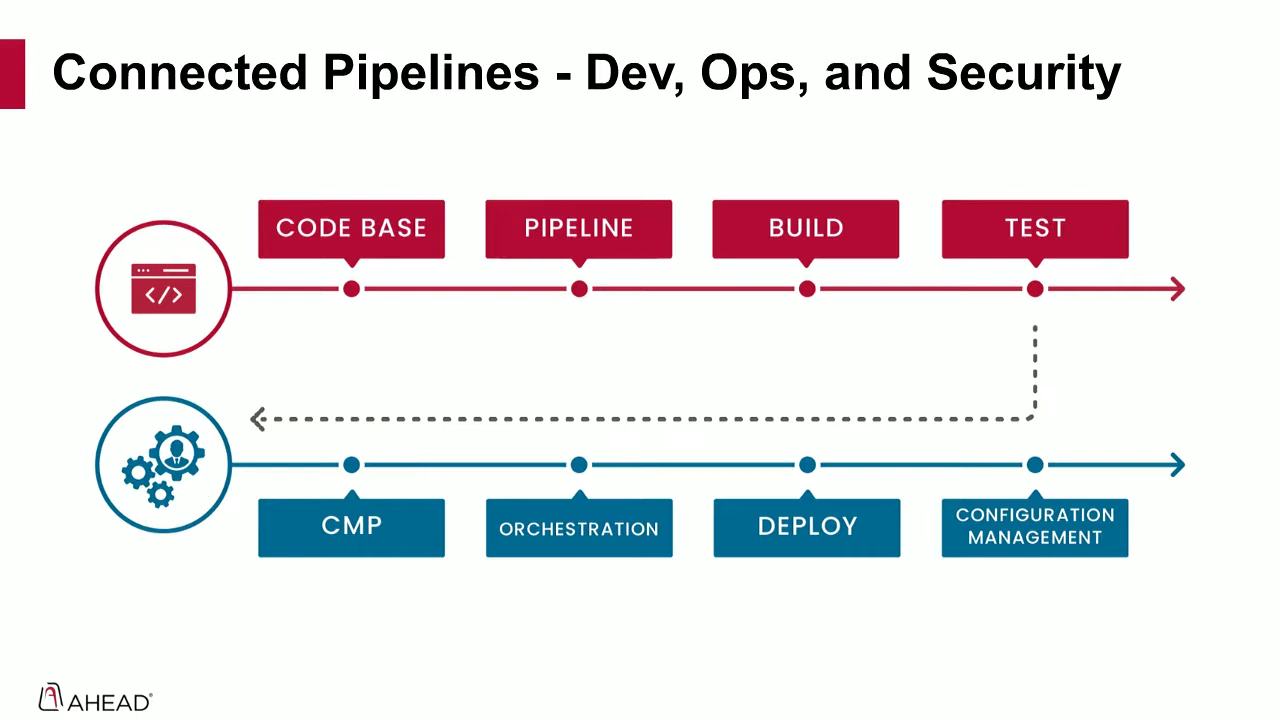 Connected Pipelines - Dev, Ops, and Security
CODE BASE
PIPELINE
BUILD
TEST
</>
CMP
ORCHESTRATION
DEPLOY
CONFIGURATION
MANAGEMENT
AHEAD®